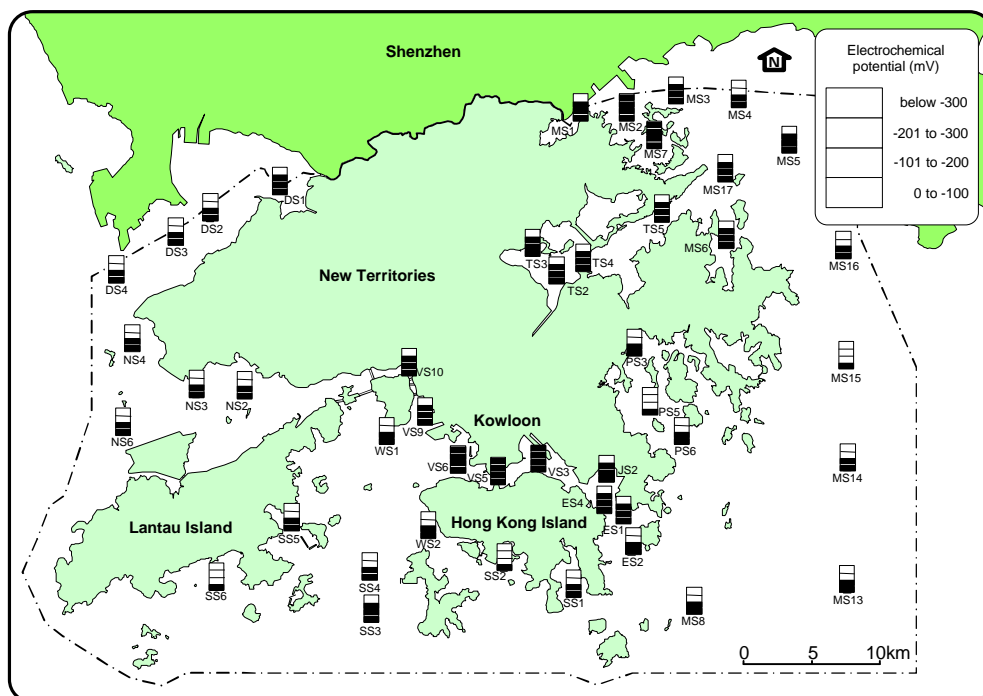 Shenzhen
N
Electrochemical
potential (mV)
below -300
-201 to -300
-101 to -200
0 to -100
MS1
MS2
MS3
MS4
MS7
MS5
MS17
DS1
DS2
DS3
DS4
TS5
MS6
TS3
TS4
TS2
MS16
New Territories
NS4
PS3
MS15
VS10
NS3
NS2
PS5
NS6
VS9
Kowloon
WS1
PS6
VS6
VS5
VS3
JS2
MS14
ES4
ES1
Lantau Island
SS5
WS2
Hong Kong Island
ES2
SS2
SS4
SS6
SS1
MS13
SS3
MS8
0 5 10km